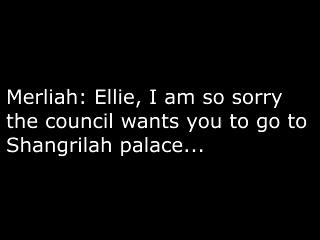 Merliah: Ellie, I am so sorry
the council wants you to go to
Shangrilah palace...